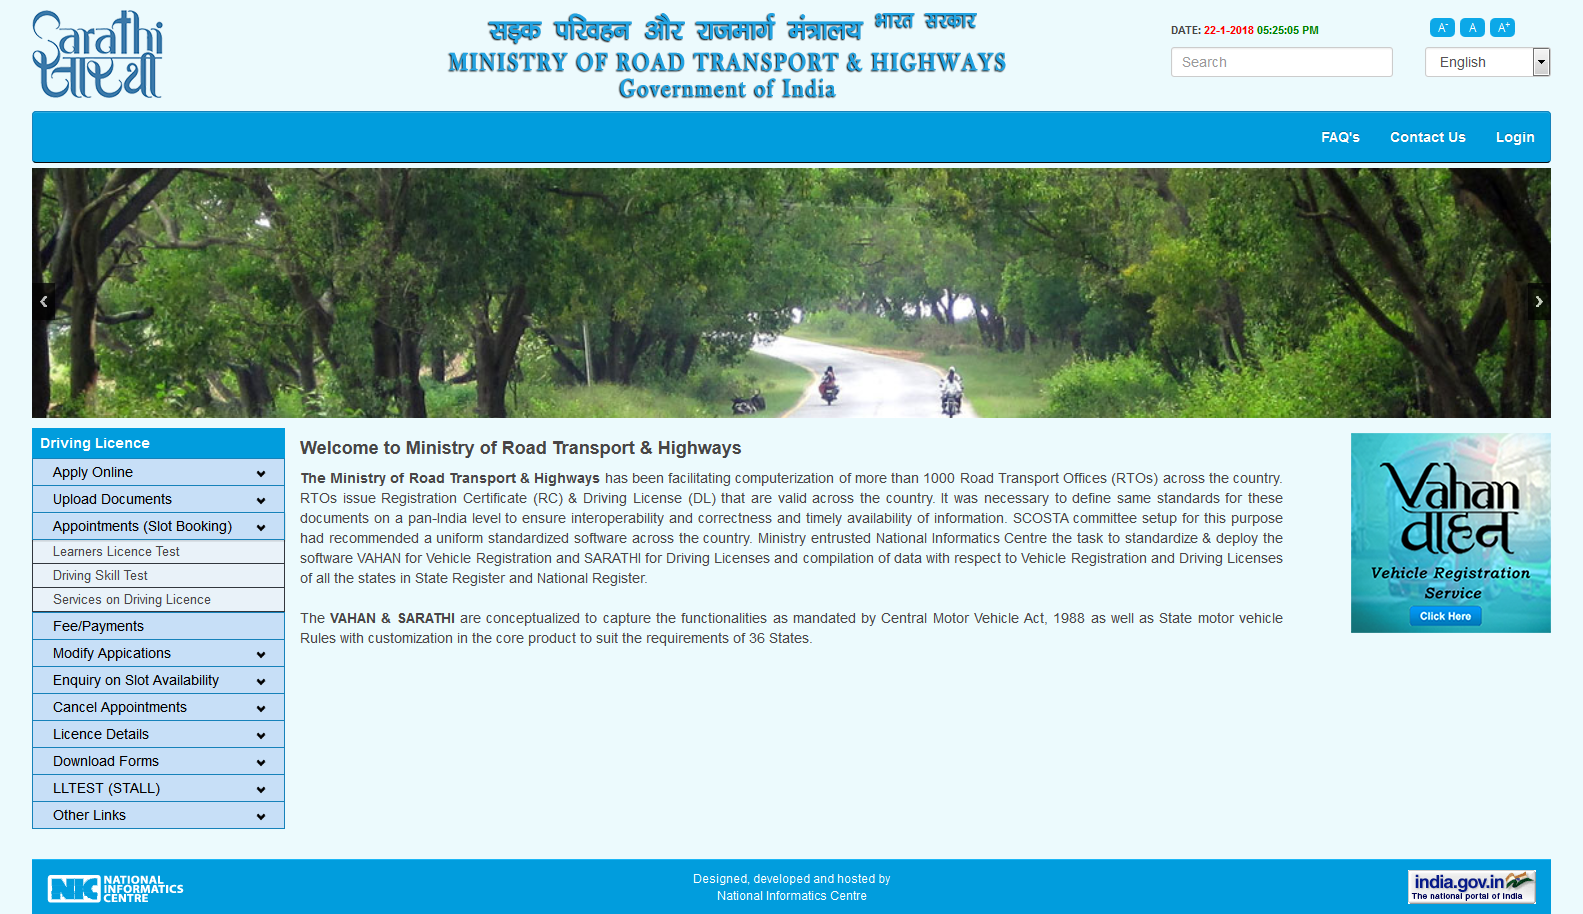 Sarathi
सारथी
सड़क परिवहन और राजमार्ग मंत्रालय भारत सरकार
MINISTRY OF ROAD TRANSPORT & HIGHWAYS
Government of India
DATE: 22-1-2018 05:25:05 PM
A- A A+
Search
English
FAQ's Contact Us Login
Driving Licence
Apply Online
Upload Documents
Appointments (Slot Booking)
Learners Licence Test
Driving Skill Test
Services on Driving Licence
Fee/Payments
Modify Appications
Enquiry on Slot Availability
Cancel Appointments
Licence Details
Download Forms
LLTEST (STALL)
Other Links
Welcome to Ministry of Road Transport & Highways
The Ministry of Road Transport & Highways has been facilitating computerization of more than 1000 Road Transport Offices (RTOs) across the country.
RTOs issue Registration Certificate (RC) & Driving License (DL) that are valid across the country. It was necessary to define same standards for these
documents on a pan-India level to ensure interoperability and correctness and timely availability of information. SCOSTA committee setup for this purpose
had recommended a uniform standardized software across the country. Ministry entrusted National Informatics Centre the task to standardize & deploy the
software VAHAN for Vehicle Registration and SARATHI for Driving Licenses and compilation of data with respect to Vehicle Registration and Driving Licenses
of all the states in State Register and National Register.
The VAHAN & SARATHI are conceptualized to capture the functionalities as mandated by Central Motor Vehicle Act, 1988 as well as State motor vehicle
Rules with customization in the core product to suit the requirements of 36 States.
Vahan
वाहन
Vehicle Registration
Service
Click Here
NIC NATIONAL
INFORMATICS
CENTRE
Designed, developed and hosted by
National Informatics Centre
india.gov.in
The national portal of India